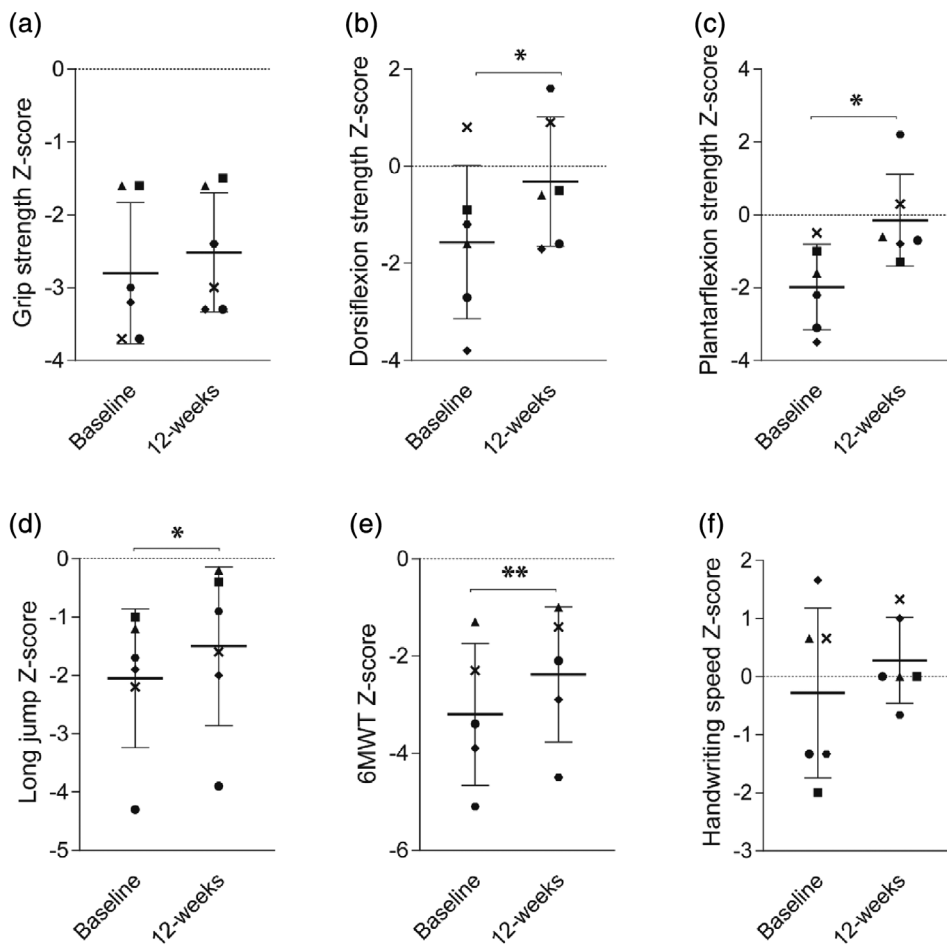 (a)
Grip strength Z-score
0
-1
-2
-3
-4
Baseline
12-weeks
(b)
Dorsiflexion strength Z-score
2
0
-2
-4
*
Baseline
12-weeks
(c)
Plantarflexion strength Z-score
4
2
0
-2
-4
*
Baseline
12-weeks
(d)
Long jump Z-score
0
-1
-2
-3
-4
-5
*
Baseline
12-weeks
(e)
6MWT Z-score
0
-2
-4
-6
**
Baseline
12-weeks
(f)
Handwriting speed Z-score
2
1
0
-1
-2
-3
Baseline
12-weeks